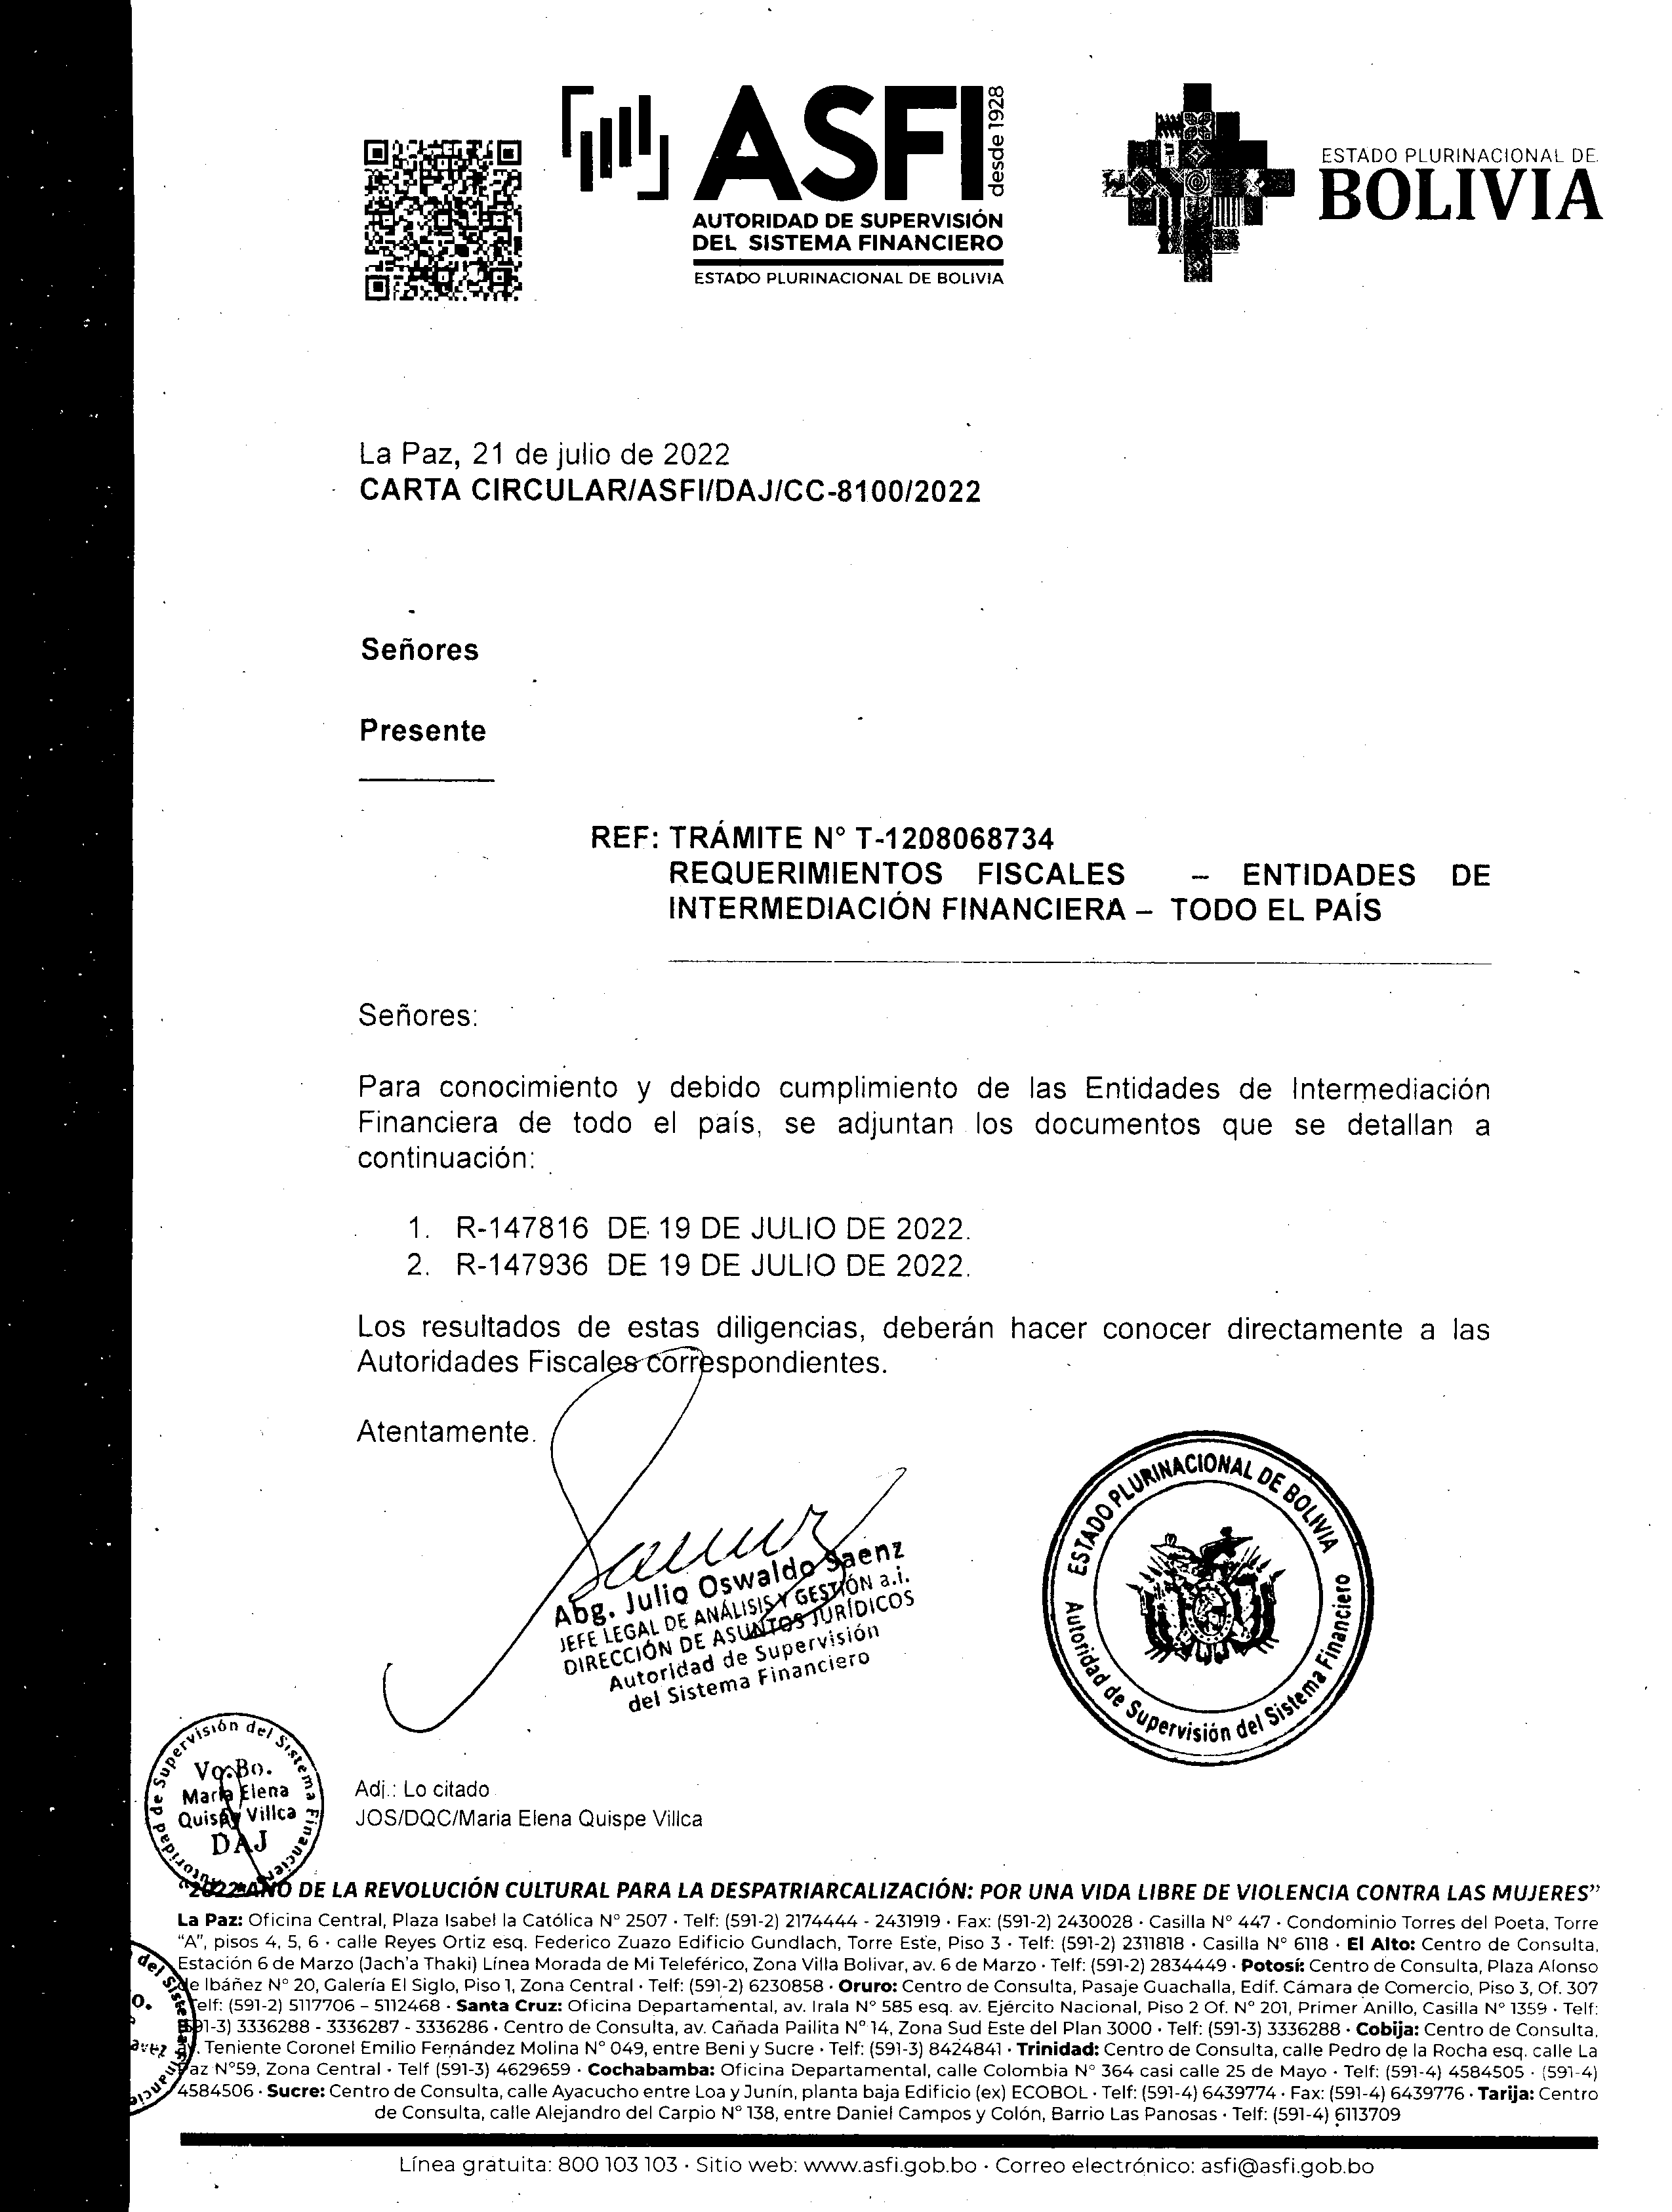 ASFI
desde 1928
AUTORIDAD DE SUPERVISIÓN
DEL SISTEMA FINANCIERO
ESTADO PLURINACIONAL DE BOLIVIA
ESTADO PLURINACIONAL DE
BOLIVIA
La Paz, 21 de julio de 2022
CARTA CIRCULAR/ASFI/DAJ/CC-8100/2022
Señores
Presente
REF: TRÁMITE N° T-1208068734
REQUERIMIENTOS FISCALES – ENTIDADES DE
INTERMEDIACIÓN FINANCIERA – TODO EL PAÍS
Señores:
Para conocimiento y debido cumplimiento de las Entidades de Intermediación
Financiera de todo el país, se adjuntan los documentos que se detallan a
continuación:
1. R-147816 DE 19 DE JULIO DE 2022.
2. R-147936 DE 19 DE JULIO DE 2022.
Los resultados de estas diligencias, deberán hacer conocer directamente a las
Autoridades Fiscales correspondientes.
Atentamente.
Abg. Julio Oswaldo Saenz
JEFE LEGAL DE ANÁLISIS Y GESTIÓN a.i.
DIRECCIÓN DE ASUNTOS JURÍDICOS
Autoridad de Supervisión
del Sistema Financiero
ESTADO PLURINACIONAL DE BOLIVIA
Autoridad de Supervisión del Sistema Financiero
Autoridad de Supervisión del Sistema Financiero
Vo.Bo.
Maria Elena
Quispe Villca
DAJ
Adj.: Lo citado
JOS/DQC/Maria Elena Quispe Villca
“2022 AÑO DE LA REVOLUCIÓN CULTURAL PARA LA DESPATRIARCALIZACIÓN: POR UNA VIDA LIBRE DE VIOLENCIA CONTRA LAS MUJERES”
La Paz: Oficina Central, Plaza Isabel la Católica N° 2507 · Telf: (591-2) 2174444 - 2431919 · Fax: (591-2) 2430028 · Casilla N° 447 · Condominio Torres del Poeta, Torre
“A”, pisos 4, 5, 6 · calle Reyes Ortiz esq. Federico Zuazo Edificio Gundlach, Torre Este, Piso 3 · Telf: (591-2) 2311818 · Casilla N° 6118 · El Alto: Centro de Consulta,
Estación 6 de Marzo (Jach'a Thaki) Línea Morada de Mi Teleférico, Zona Villa Bolivar, av. 6 de Marzo · Telf: (591-2) 2834449 · Potosí: Centro de Consulta, Plaza Alonso
de Ibáñez N° 20, Galería El Siglo, Piso 1, Zona Central · Telf: (591-2) 6230858 · Oruro: Centro de Consulta, Pasaje Guachalla, Edif. Cámara de Comercio, Piso 3, Of. 307
Telf: (591-2) 5117706 – 5112468 · Santa Cruz: Oficina Departamental, av. Irala N° 585 esq. av. Ejército Nacional, Piso 2 Of. N° 201, Primer Anillo, Casilla N° 1359 · Telf:
(591-3) 3336288 - 3336287 - 3336286 · Centro de Consulta, av. Cañada Pailita N° 14, Zona Sud Este del Plan 3000 · Telf: (591-3) 3336288 · Cobija: Centro de Consulta,
av. Teniente Coronel Emilio Fernández Molina N° 049, entre Beni y Sucre · Telf: (591-3) 8424841 · Trinidad: Centro de Consulta, calle Pedro de la Rocha esq. calle La
Paz N°59, Zona Central · Telf (591-3) 4629659 · Cochabamba: Oficina Departamental, calle Colombia N° 364 casi calle 25 de Mayo · Telf: (591-4) 4584505 · (591-4)
4584506 · Sucre: Centro de Consulta, calle Ayacucho entre Loa y Junín, planta baja Edificio (ex) ECOBOL · Telf: (591-4) 6439774 · Fax: (591-4) 6439776 · Tarija: Centro
de Consulta, calle Alejandro del Carpio N° 138, entre Daniel Campos y Colón, Barrio Las Panosas · Telf: (591-4) 6113709
Línea gratuita: 800 103 103 · Sitio web: www.asfi.gob.bo · Correo electrónico: asfi@asfi.gob.bo